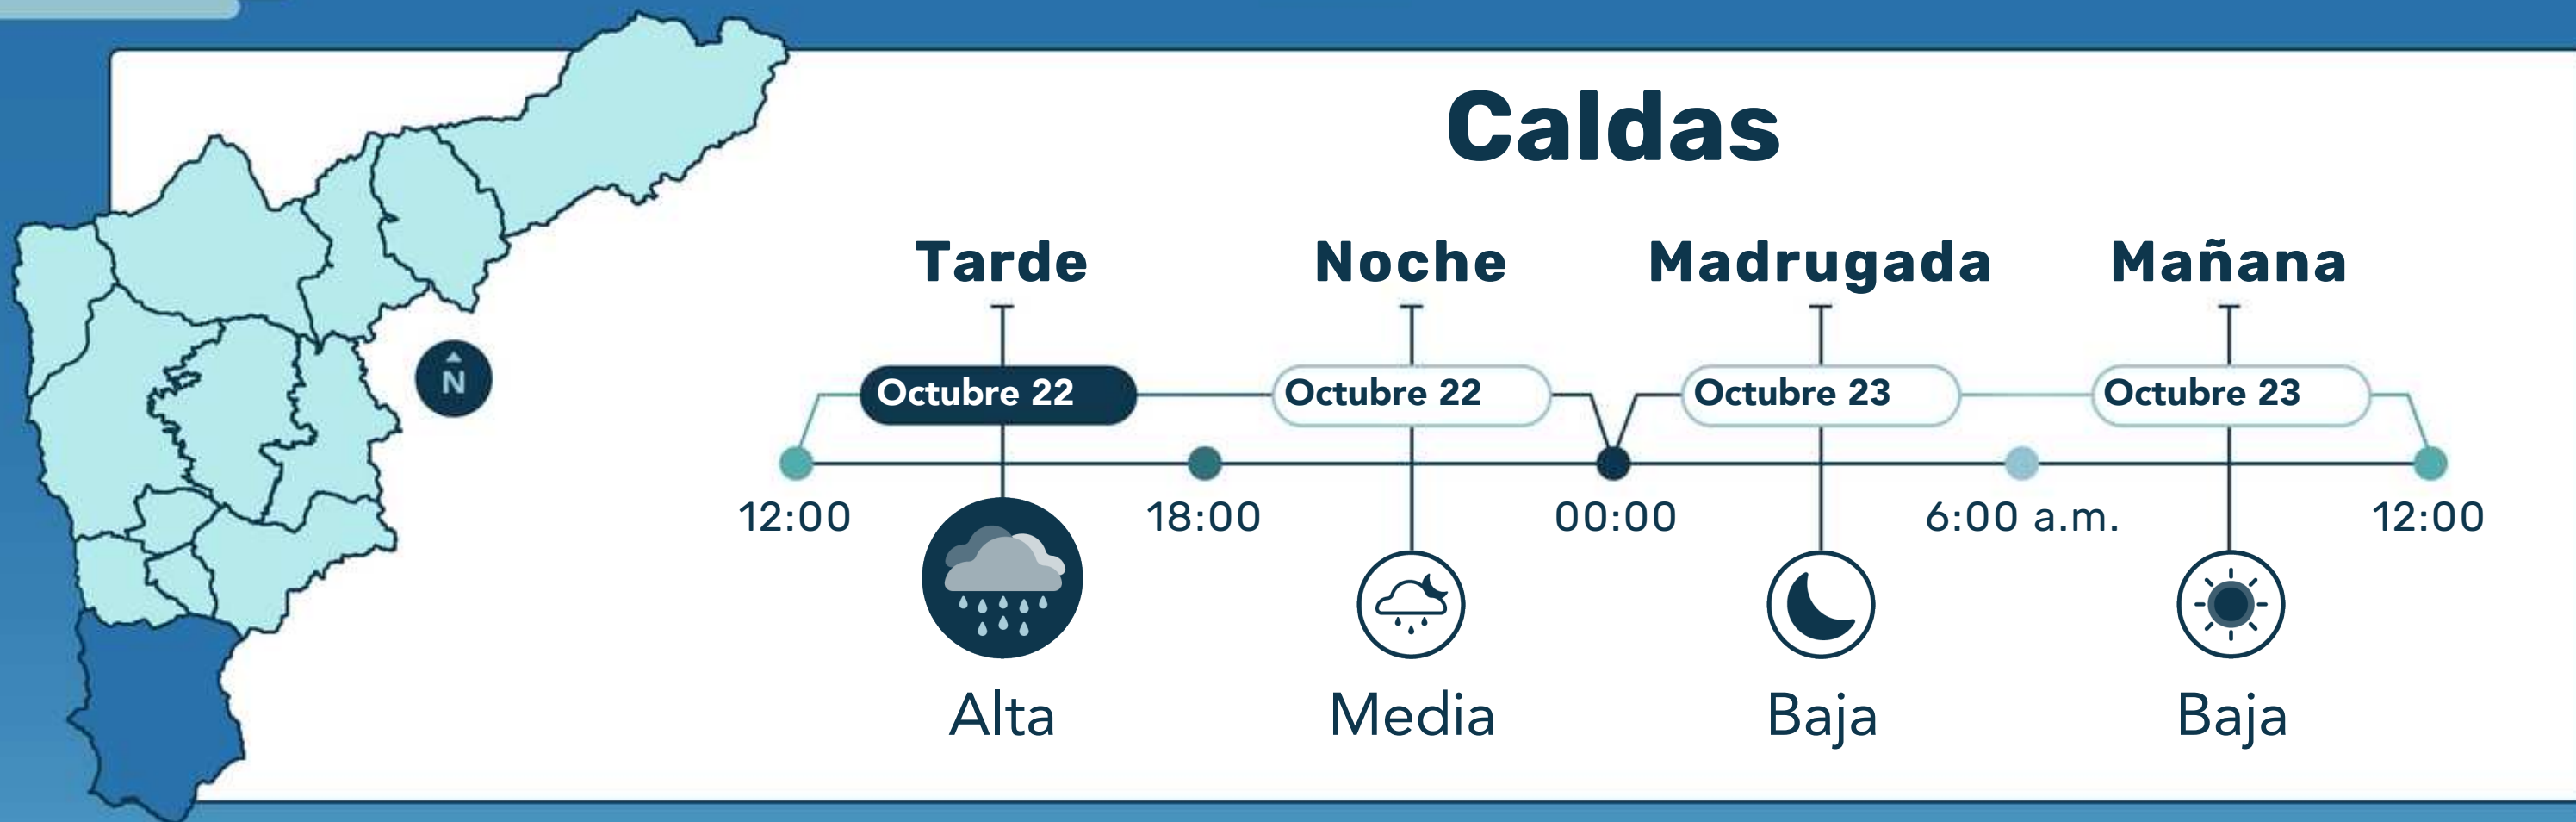 Caldas
Tarde Noche Madrugada Mañana
N
Octubre 22 Octubre 22 Octubre 23 Octubre 23
12:00 18:00 00:00 6:00 a.m. 12:00
Alta Media Baja Baja